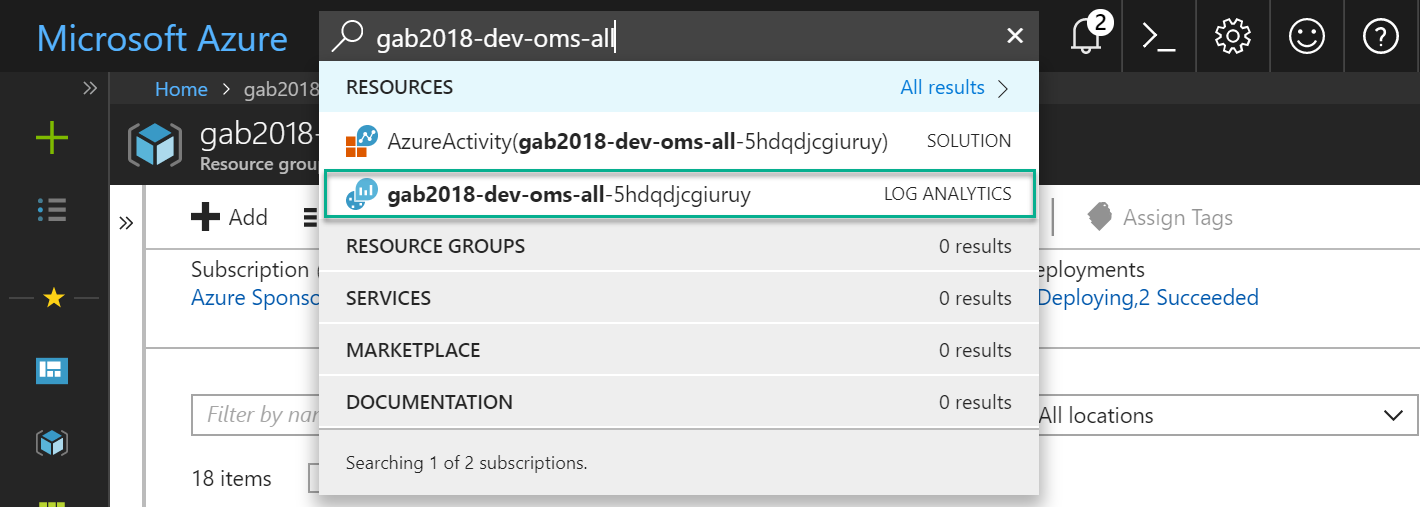 Microsoft Azure
gab2018-dev-oms-all
2
Home > gab2018
RESOURCES
All results
gab2018-
Resource grou
AzureActivity(gab2018-dev-oms-all-5hdqdjcgiuruy)
SOLUTION
gab2018-dev-oms-all-5hdqdjcgiuruy
LOG ANALYTICS
Add
Assign Tags
RESOURCE GROUPS
0 results
Subscription (
eployments
Azure Sponso
Deploying,2 Succeeded
SERVICES
0 results
MARKETPLACE
0 results
DOCUMENTATION
0 results
Filter by nam
All locations
Searching 1 of 2 subscriptions.
18 items